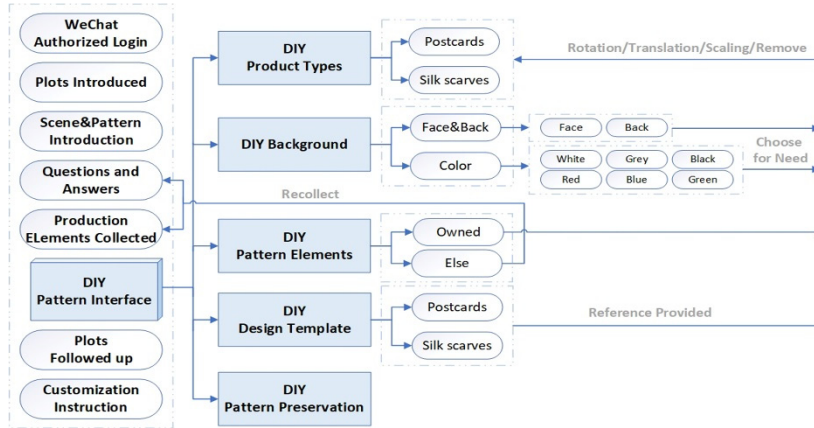 WeChat
Authorized Login
Plots Introduced
Scene&Pattern
Introduction
Questions and
Answers
Production
ELements Collected
DIY
Pattern Interface
Plots
Followed up
Customization
Instruction
DIY
Product Types
DIY Background
Recollect
DIY
Pattern Elements
DIY
Design Template
DIY
Pattern Preservation
Postcards
Silk scarves
Face&Back
Color
Owned
Else
Postcards
Silk scarves
Rotation/Translation/Scaling/Remove
Face
Back
White
Grey
Black
Red
Blue
Green
Choose
for Need
Reference Provided